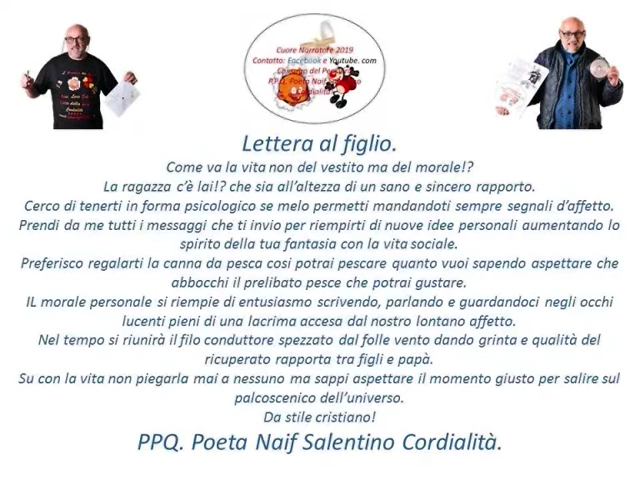 Cuore Narratore 2019
Contatto: Facebook e Youtube. com
Lettera al figlio.
Come va la vita non del vestito ma del morale!?
La ragazza c’è lai!? che sia all’altezza di un sano e sincero rapporto.
Cerco di tenerti in forma psicologico se melo permetti mandandoti sempre segnali d’affetto.
Prendi da me tutti i messagi che ti invio per riempirti di nuove idee personali aumentando lo
spirito della tua fantasia con la vita sociale.
Preferisco regalarti la canna da pesca cosi potrai pescare quanto vuoi sapendo aspettare che
abbocchi il prelibato pesce che potrai gustare.
IL morale personale si riempie di entusiasmo scrivendo, parlando e guardandoci negli occhi
lucenti pieni di una lacrima accesa dal nostro lontano affetto.
Nel tempo si riunirà il filo conduttore spezzato dal folle vento dando grinta e qualità del
ricuperato rapporta tra figli e papà.
Su con la vita non piegarla mai a nessuno ma sappi aspettare il momento giusto per salire sul
palcoscenico dell’universo.
Da stile cristiano!
PPQ. Poeta Naif Salentino Cordialità.